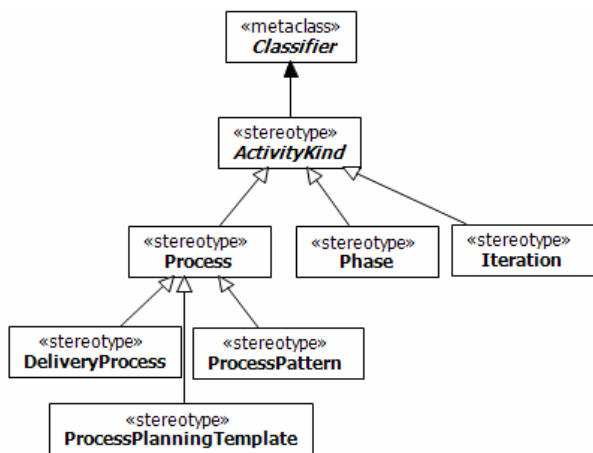 «metaclass»
Classifier
«stereotype»
ActivityKind
«stereotype»
Process
«stereotype»
Phase
«stereotype»
Iteration
«stereotype»
DeliveryProcess
«stereotype»
ProcessPattern
«stereotype»
ProcessPlanningTemplate